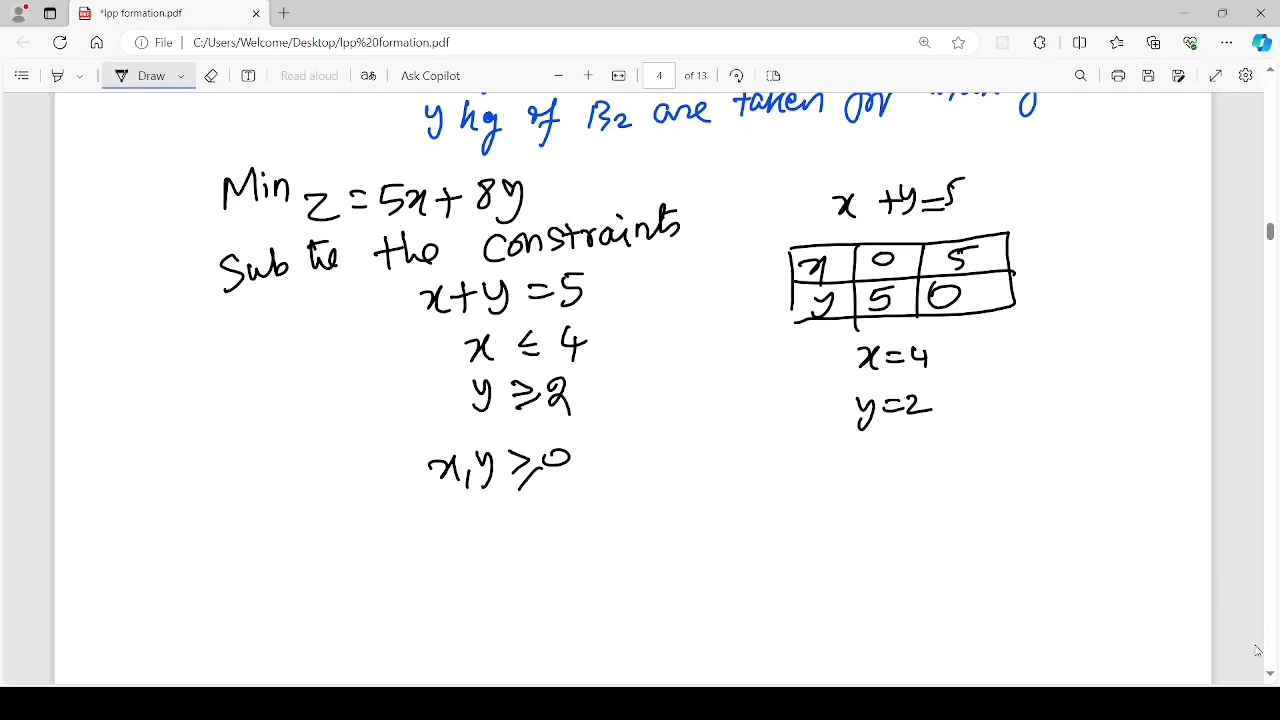 *lpp formation.pdf
File C:/Users/Welcome/Desktop/lpp%20formation.pdf
Draw Read aloud aあ Ask Copilot 4 of 13
y kg of B2 are taken for
Min Z = 5x + 8y
Sub to the constraints
x + y = 5
x ≤ 4
y ≥ 2
x, y ≥ 0
x + y = 5
x 0 5
y 5 0
x = 4
y = 2